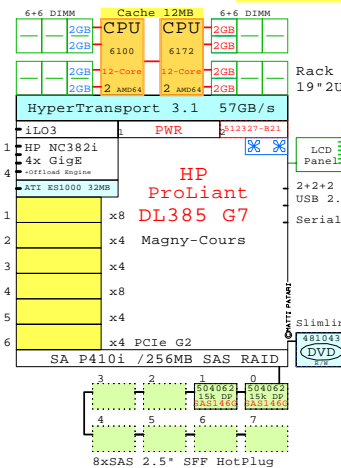 Cache 12MB
6+6 DIMM
6+6 DIMM
2GB CPU CPU 2GB
2GB 6100 6172 2GB
2GB 12-Core 12-Core 2GB
2GB 2 AMD64 2 AMD64 2GB
Rack
19"2U
HyperTransport 3.1 57GB/s
iLO3 1 PWR 2 512327-B21
1 HP NC382i
4x GigE
4 +Offload Engine
ATI ES1000 32MB
LCD
Panel
HP
ProLiant
DL385 G7
Magny-Cours
2+2+2
USB 2.
Serial
1 x8
2 x4
3 x4
4 x8
5 x4
6 x4 PCIe G2
©MATTI PATARI
Slimlin
481043
DVD
R/W
SA P410i /256MB SAS RAID
3 2 1 0
504062 504062
15k DP 15k DP
SAS146G SAS146G
4 5 6 7
8xSAS 2.5" SFF HotPlug